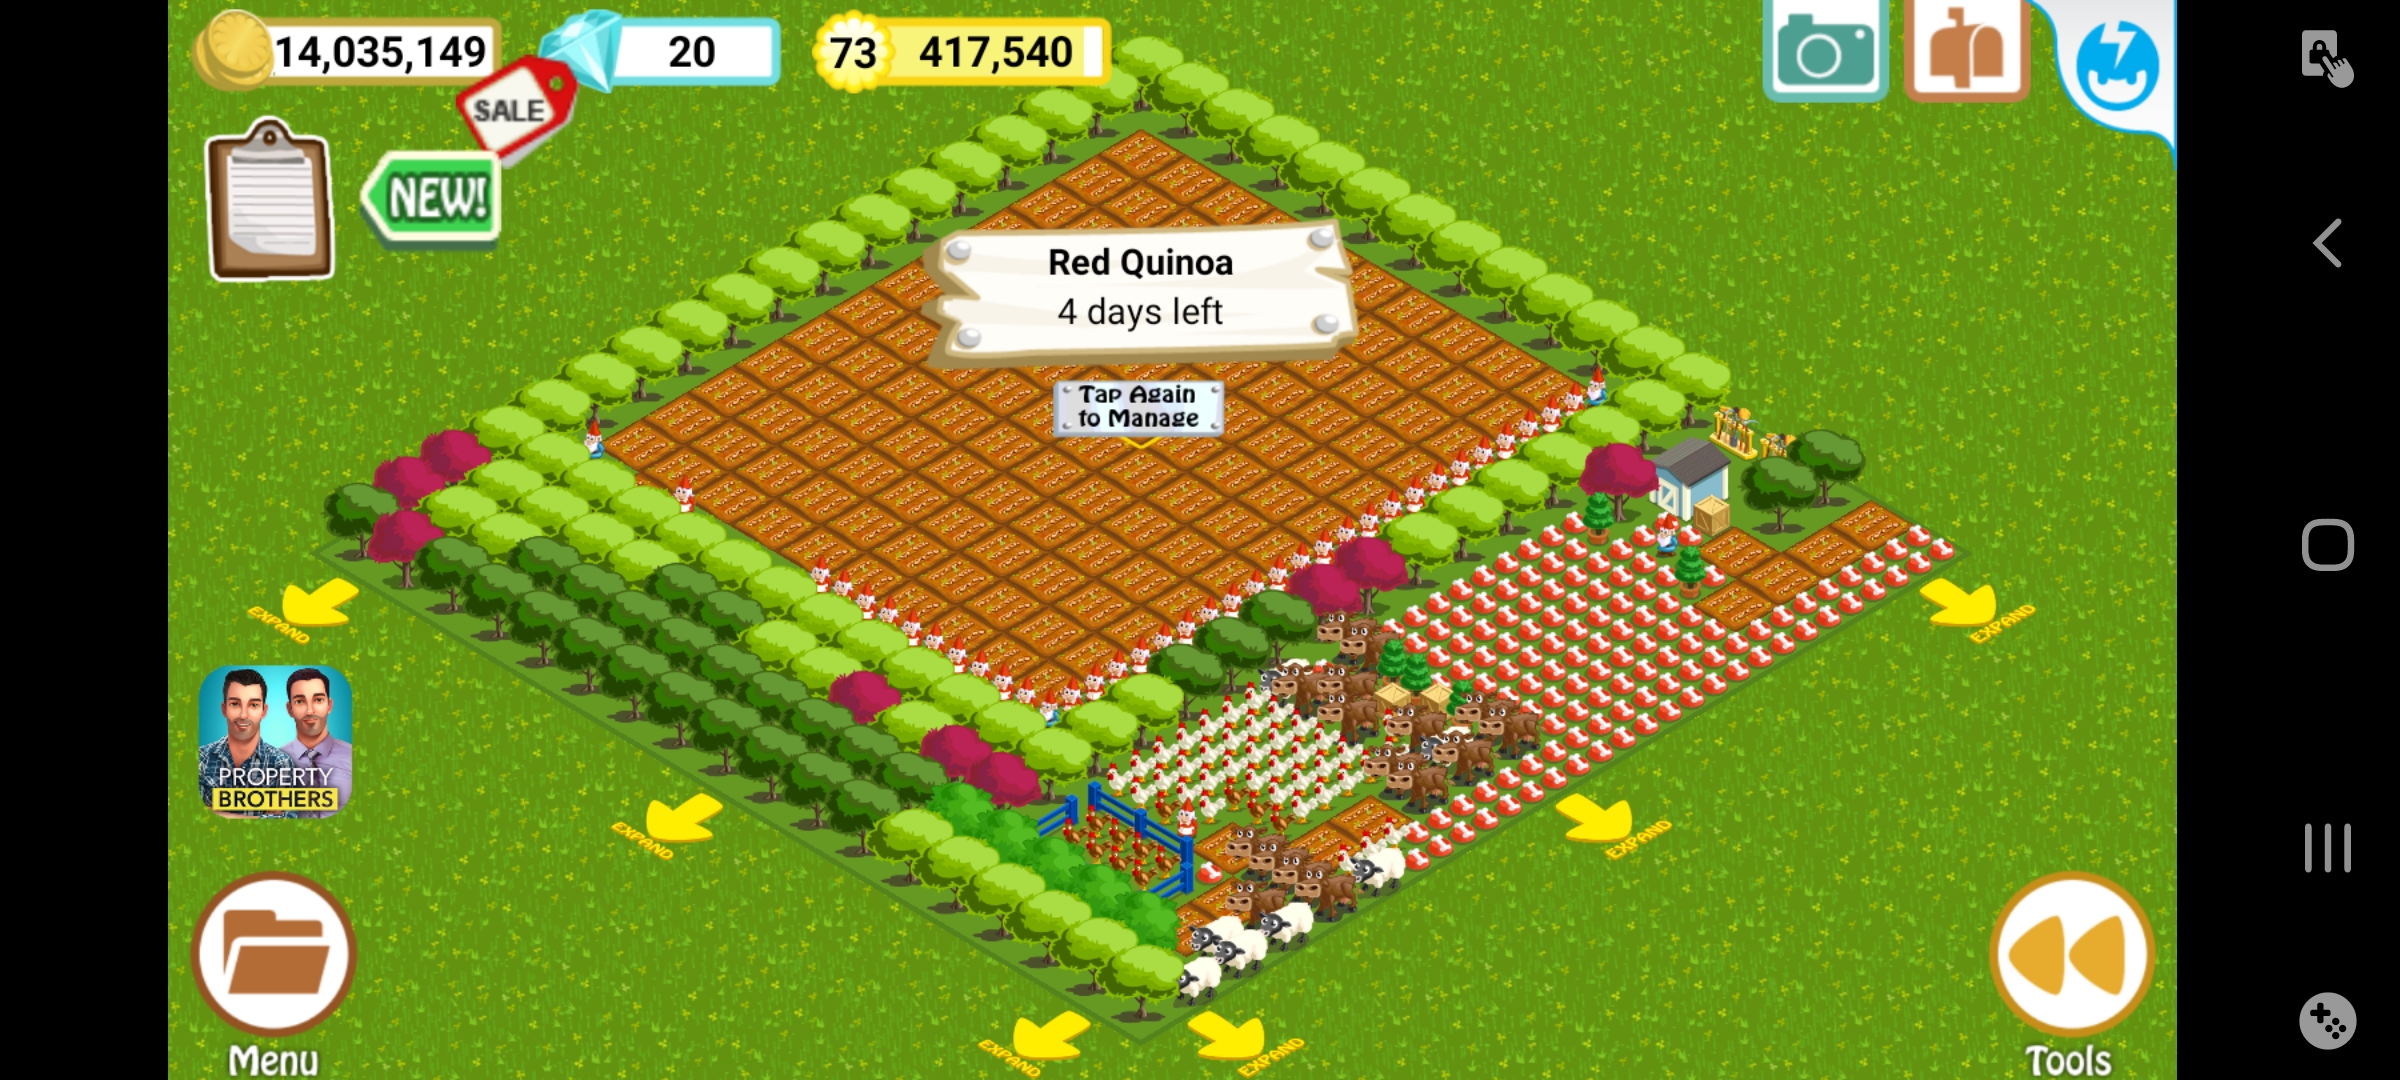 14,035,149
20
73
417,540
SALE
NEW!
Red Quinoa
4 days left
Tap Again
to Manage
EXPAND
EXPAND
EXPAND
EXPAND
EXPAND
EXPAND
PROPERTY
BROTHERS
Menu
Tools